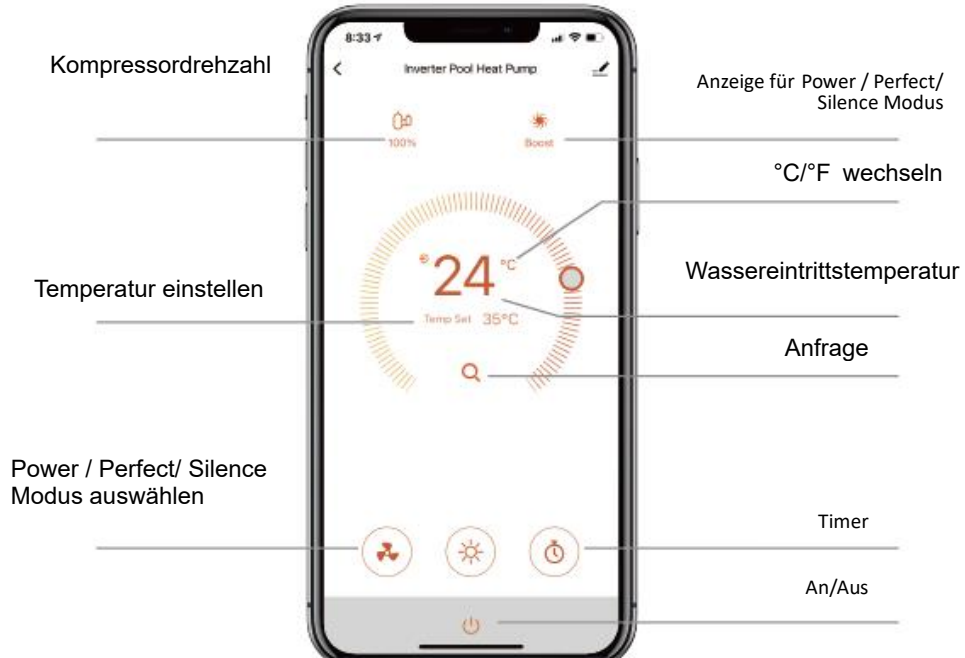 8:33
Inverter Pool Heat Pump
Kompressordrehzahl
Anzeige für Power / Perfect/
Silence Modus
100%
Boost
°C/°F wechseln
24 °C
Wassereintrittstemperatur
Temperatur einstellen
Temp Set 35°C
Anfrage
Power / Perfect/ Silence
Modus auswählen
Timer
An/Aus